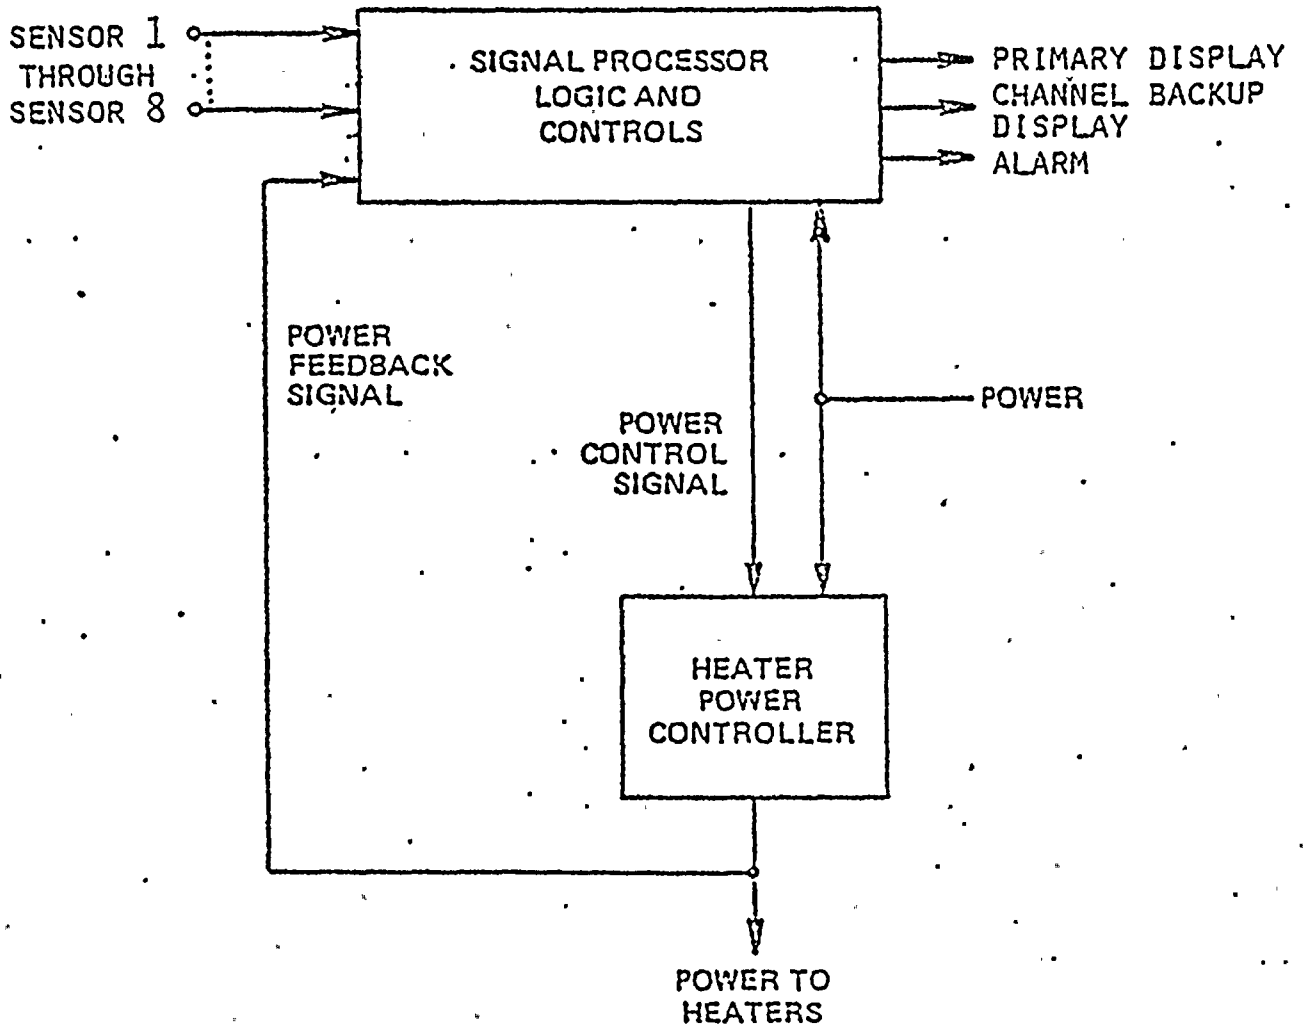 SENSOR 1
THROUGH
SENSOR 8
SIGNAL PROCESSOR
LOGIC AND
CONTROLS
PRIMARY DISPLAY
CHANNEL BACKUP
DISPLAY
ALARM
POWER
FEEDBACK
SIGNAL
POWER
CONTROL
SIGNAL
POWER
HEATER
POWER
CONTROLLER
POWER TO
HEATERS